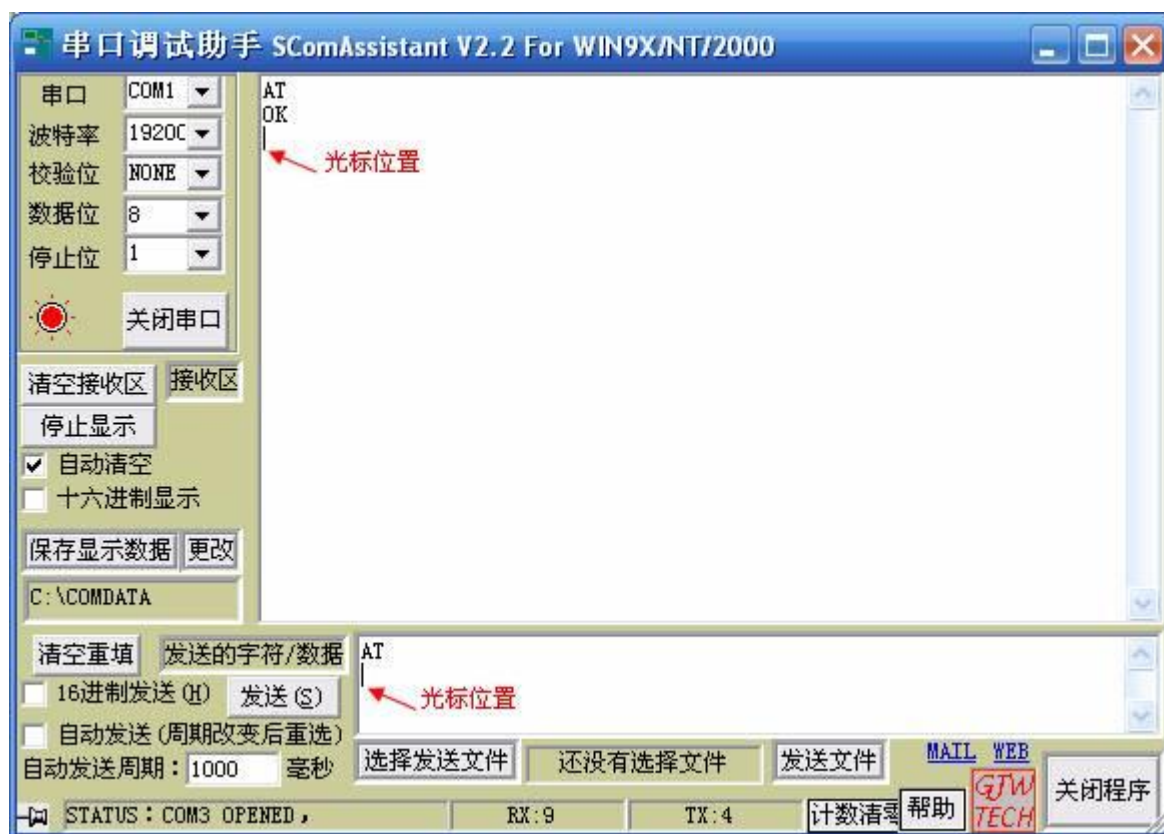 串口调试助手 SComAssistant V2.2 For WIN9X/NT/2000
串口 COM1
波特率 1920
校验位 NONE
数据位 8
停止位 1
关闭串口
清空接收区 接收区
停止显示
自动清空
十六进制显示
保存显示数据 更改
C:\COMDATA
AT
OK
光标位置
清空重填 发送的字符/数据
16进制发送(H) 发送(S)
自动发送(周期改变后重选)
自动发送周期：1000 毫秒
AT
光标位置
选择发送文件 还没有选择文件 发送文件
MAIL WEB
GJW
TECH
关闭程序
STATUS：COM3 OPENED， RX:9 TX:4 计数清零 帮助